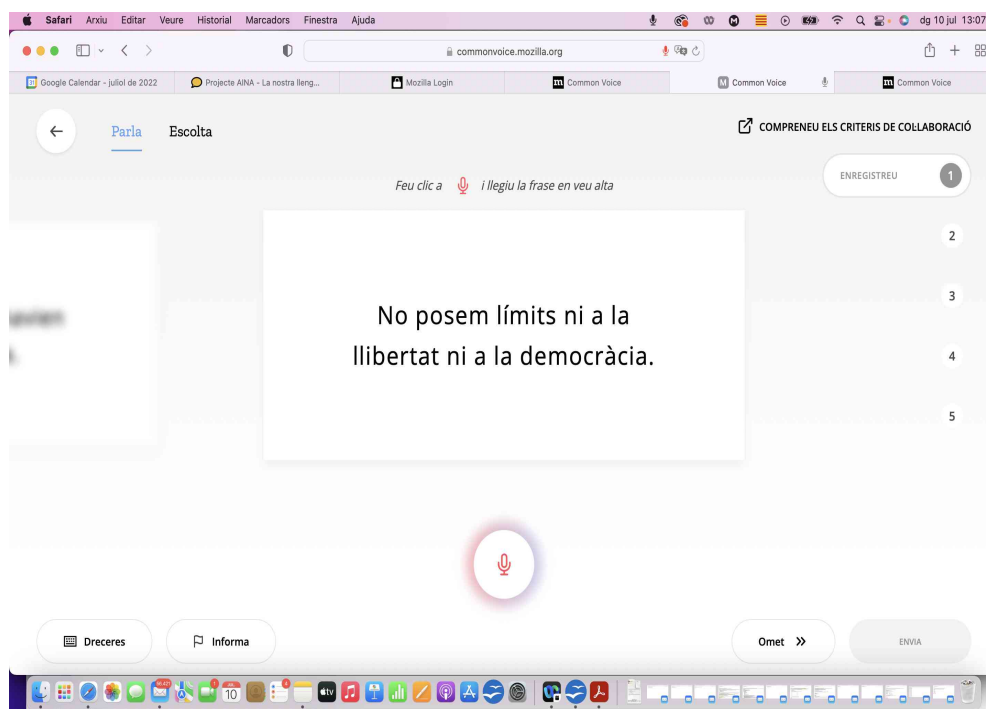 Safari Arxiu Editar Veure Historial Marcadors Finestra Ajuda dg 10 jul 13:07
commonvoice.mozilla.org
Google Calendar - juliol de 2022 Projecte AINA - La nostra lleng... Mozilla Login Common Voice Common Voice Common Voice
Parla Escolta COMPRENEU ELS CRITERIS DE COL·LABORACIÓ
ENREGISTREU 1
Feu clic a i llegiu la frase en veu alta
2
3
4
5
No posem límits ni a la
llibertat ni a la democràcia.
Dreceres Informa Omet ENVIA
10 tv